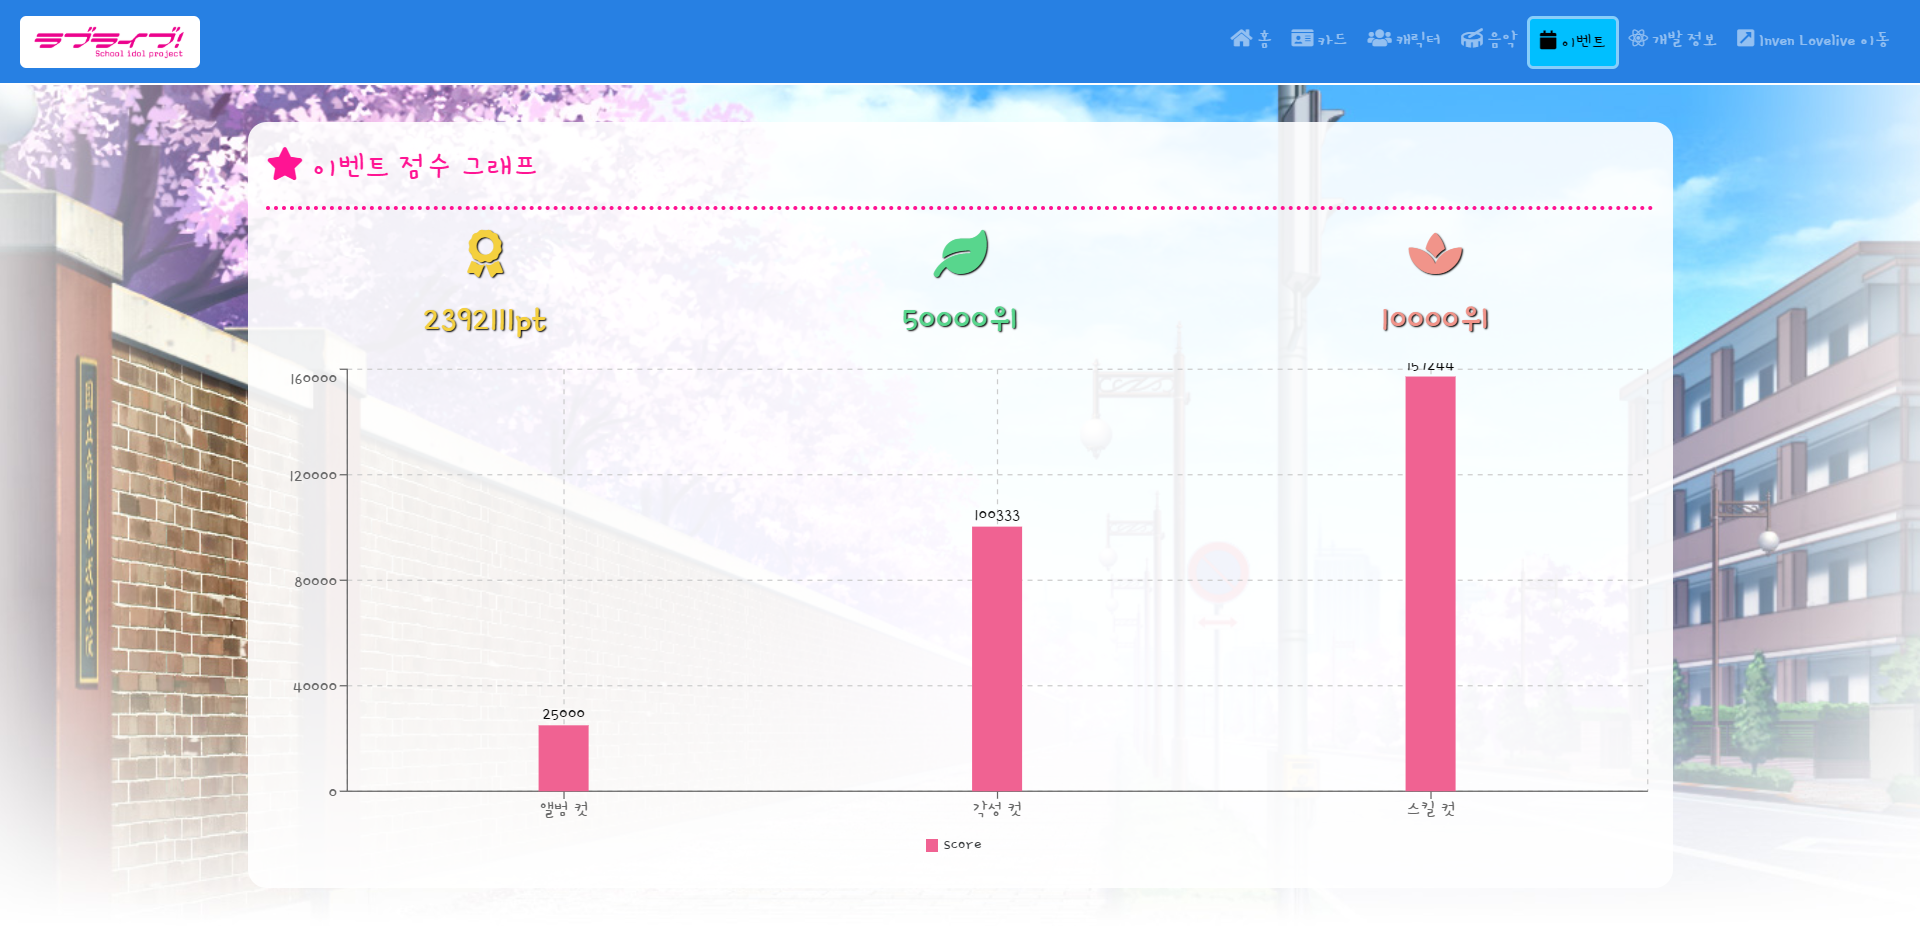 ラブライブ!
School idol project
홈 카드 캐릭터 음악 이벤트 개발 정보 Inven Lovelive 이동
이벤트 점수 그래프
2392111pt 50000위 10000위
160000
120000
80000
40000
0
25000
100333
157244
앨범 컷 각성 컷 스킬 컷
Score